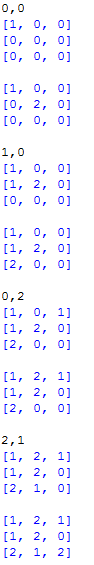 0,0
[1, 0, 0]
[0, 0, 0]
[0, 0, 0]
[1, 0, 0]
[0, 2, 0]
[0, 0, 0]
1,0
[1, 0, 0]
[1, 2, 0]
[0, 0, 0]
[1, 0, 0]
[1, 2, 0]
[2, 0, 0]
0,2
[1, 0, 1]
[1, 2, 0]
[2, 0, 0]
[1, 2, 1]
[1, 2, 0]
[2, 0, 0]
2,1
[1, 2, 1]
[1, 2, 0]
[2, 1, 0]
[1, 2, 1]
[1, 2, 0]
[2, 1, 2]